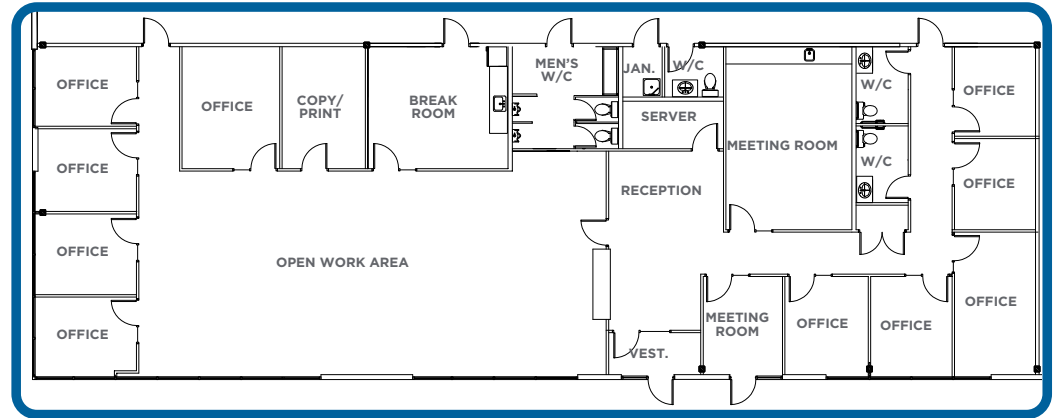 OFFICE
OFFICE
COPY/
PRINT
BREAK
ROOM
MEN'S
W/C
JAN.
W/C
SERVER
MEETING ROOM
W/C
OFFICE
OFFICE
W/C
OFFICE
RECEPTION
OFFICE
OPEN WORK AREA
OFFICE
OFFICE
MEETING
ROOM
OFFICE
OFFICE
OFFICE
VEST.